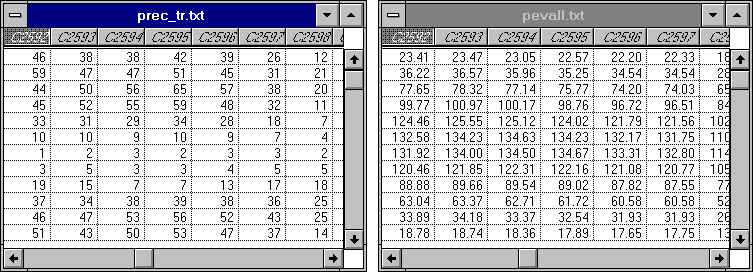 prec_tr.txt
C2593 C2594 C2595 C2596 C2597 C2598
46 38 38 42 39 26 12
59 47 47 51 45 31 21
44 50 56 65 57 38 20
45 52 55 59 48 32 11
33 31 29 34 28 18 7
10 10 9 10 9 7 4
1 2 3 2 3 3 2
3 5 3 3 4 5 5
19 15 7 7 13 17 18
37 34 38 39 38 36 25
46 47 53 56 52 43 25
51 43 50 53 47 37 14
pevall.txt
C2593 C2594 C2595 C2596 C2597 C25
23.41 23.47 23.05 22.57 22.20 22.33 18
36.22 36.57 35.96 35.25 34.54 34.54 28
77.65 78.32 77.14 75.77 74.20 74.03 65
99.77 100.97 100.17 98.76 96.72 96.51 84
124.46 125.55 125.12 124.02 121.79 121.56 102
132.58 134.23 134.63 134.23 132.17 131.75 110
131.92 134.00 134.50 134.67 133.31 132.80 114
120.46 121.85 122.31 122.16 121.08 120.77 105
88.88 89.66 89.54 89.02 87.82 87.55 77
63.04 63.37 62.71 61.72 60.58 60.58 52
33.89 34.18 33.37 32.54 31.93 31.93 26
18.78 18.74 18.36 17.89 17.65 17.75 13